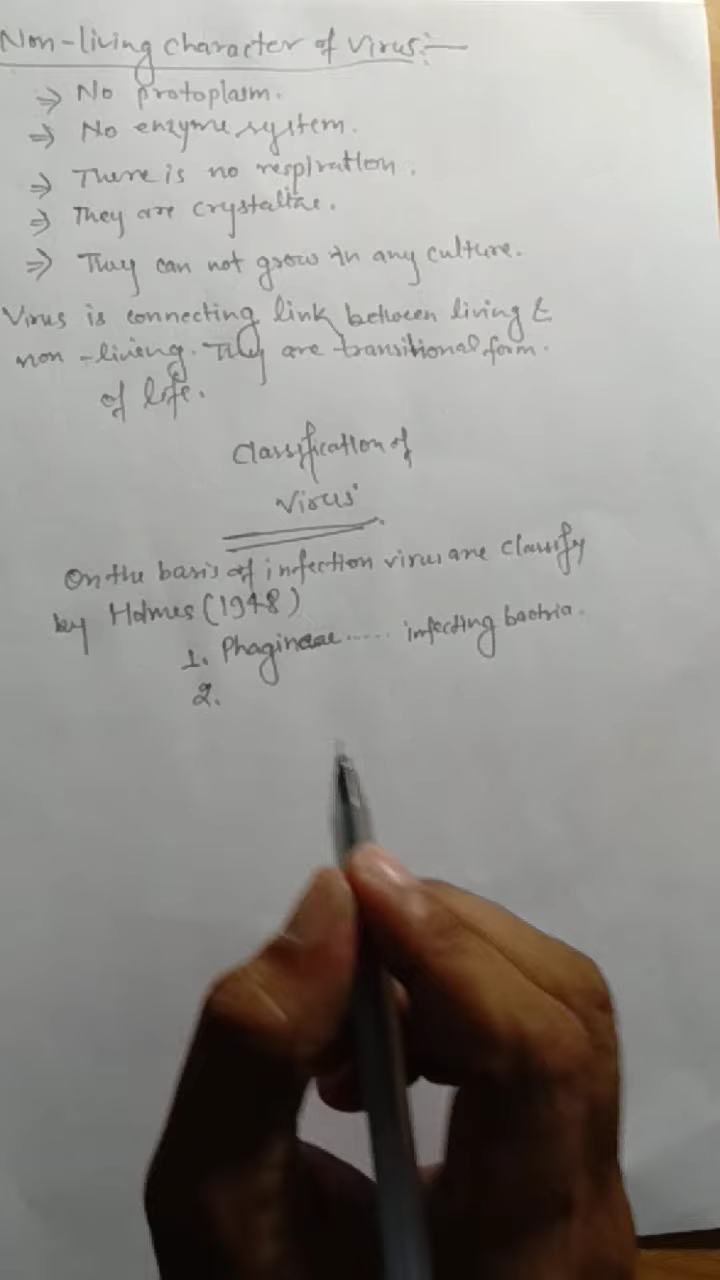 Non-living character of virus:-
⇒ No protoplasm.
⇒ No enzyme system.
⇒ There is no respiration.
⇒ They are crystalline.
⇒ They can not grow in any culture.
Virus is connecting link between living &
non-living. They are transitional form.
of life.
Classification of
Virus
On the basis of infection virus are classify
by Holmes (1948)
1. Phagineae ..... infecting bactria.
2.